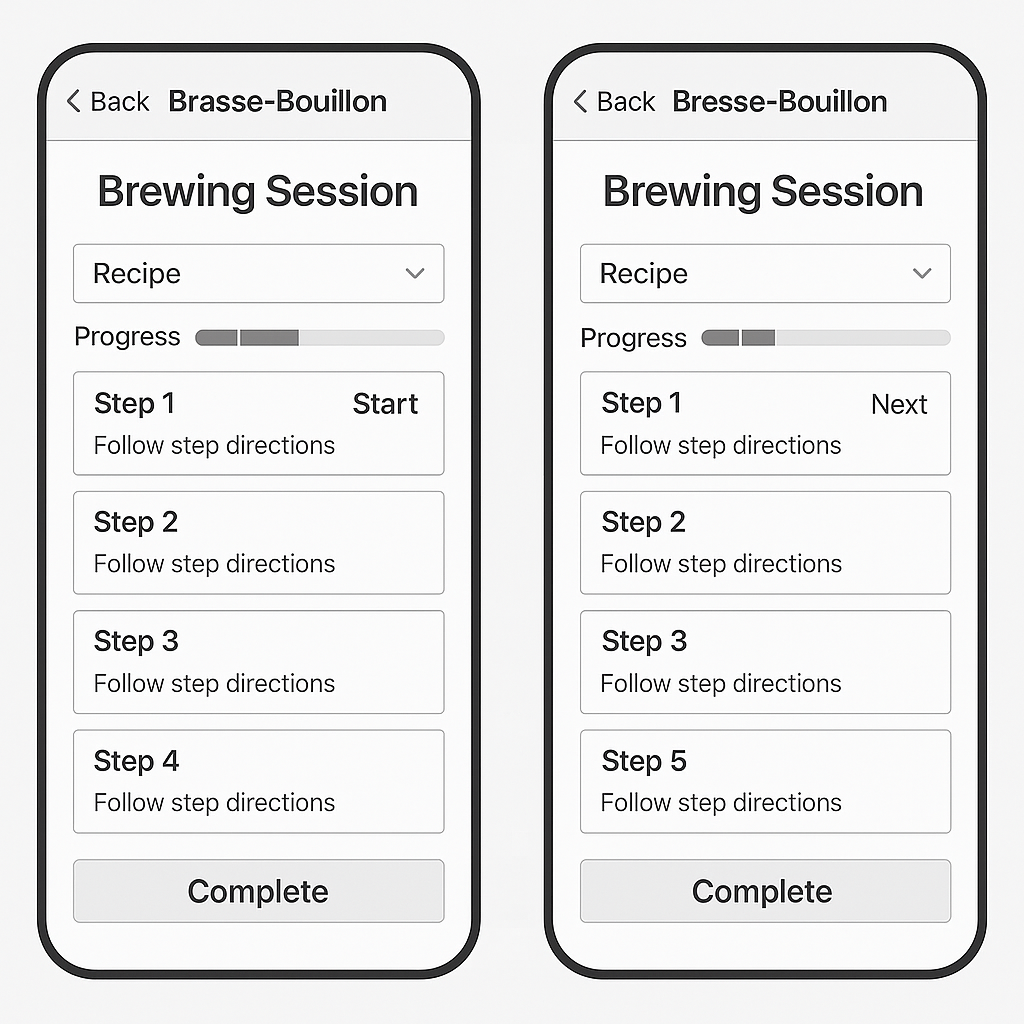 Back Brasse-Bouillon
Brewing Session
Recipe
Progress
Step 1 Start
Follow step directions
Step 2
Follow step directions
Step 3
Follow step directions
Step 4
Follow step directions
Complete
Back Bresse-Bouillon
Brewing Session
Recipe
Progress
Step 1 Next
Follow step directions
Step 2
Follow step directions
Step 3
Follow step directions
Step 5
Follow step directions
Complete